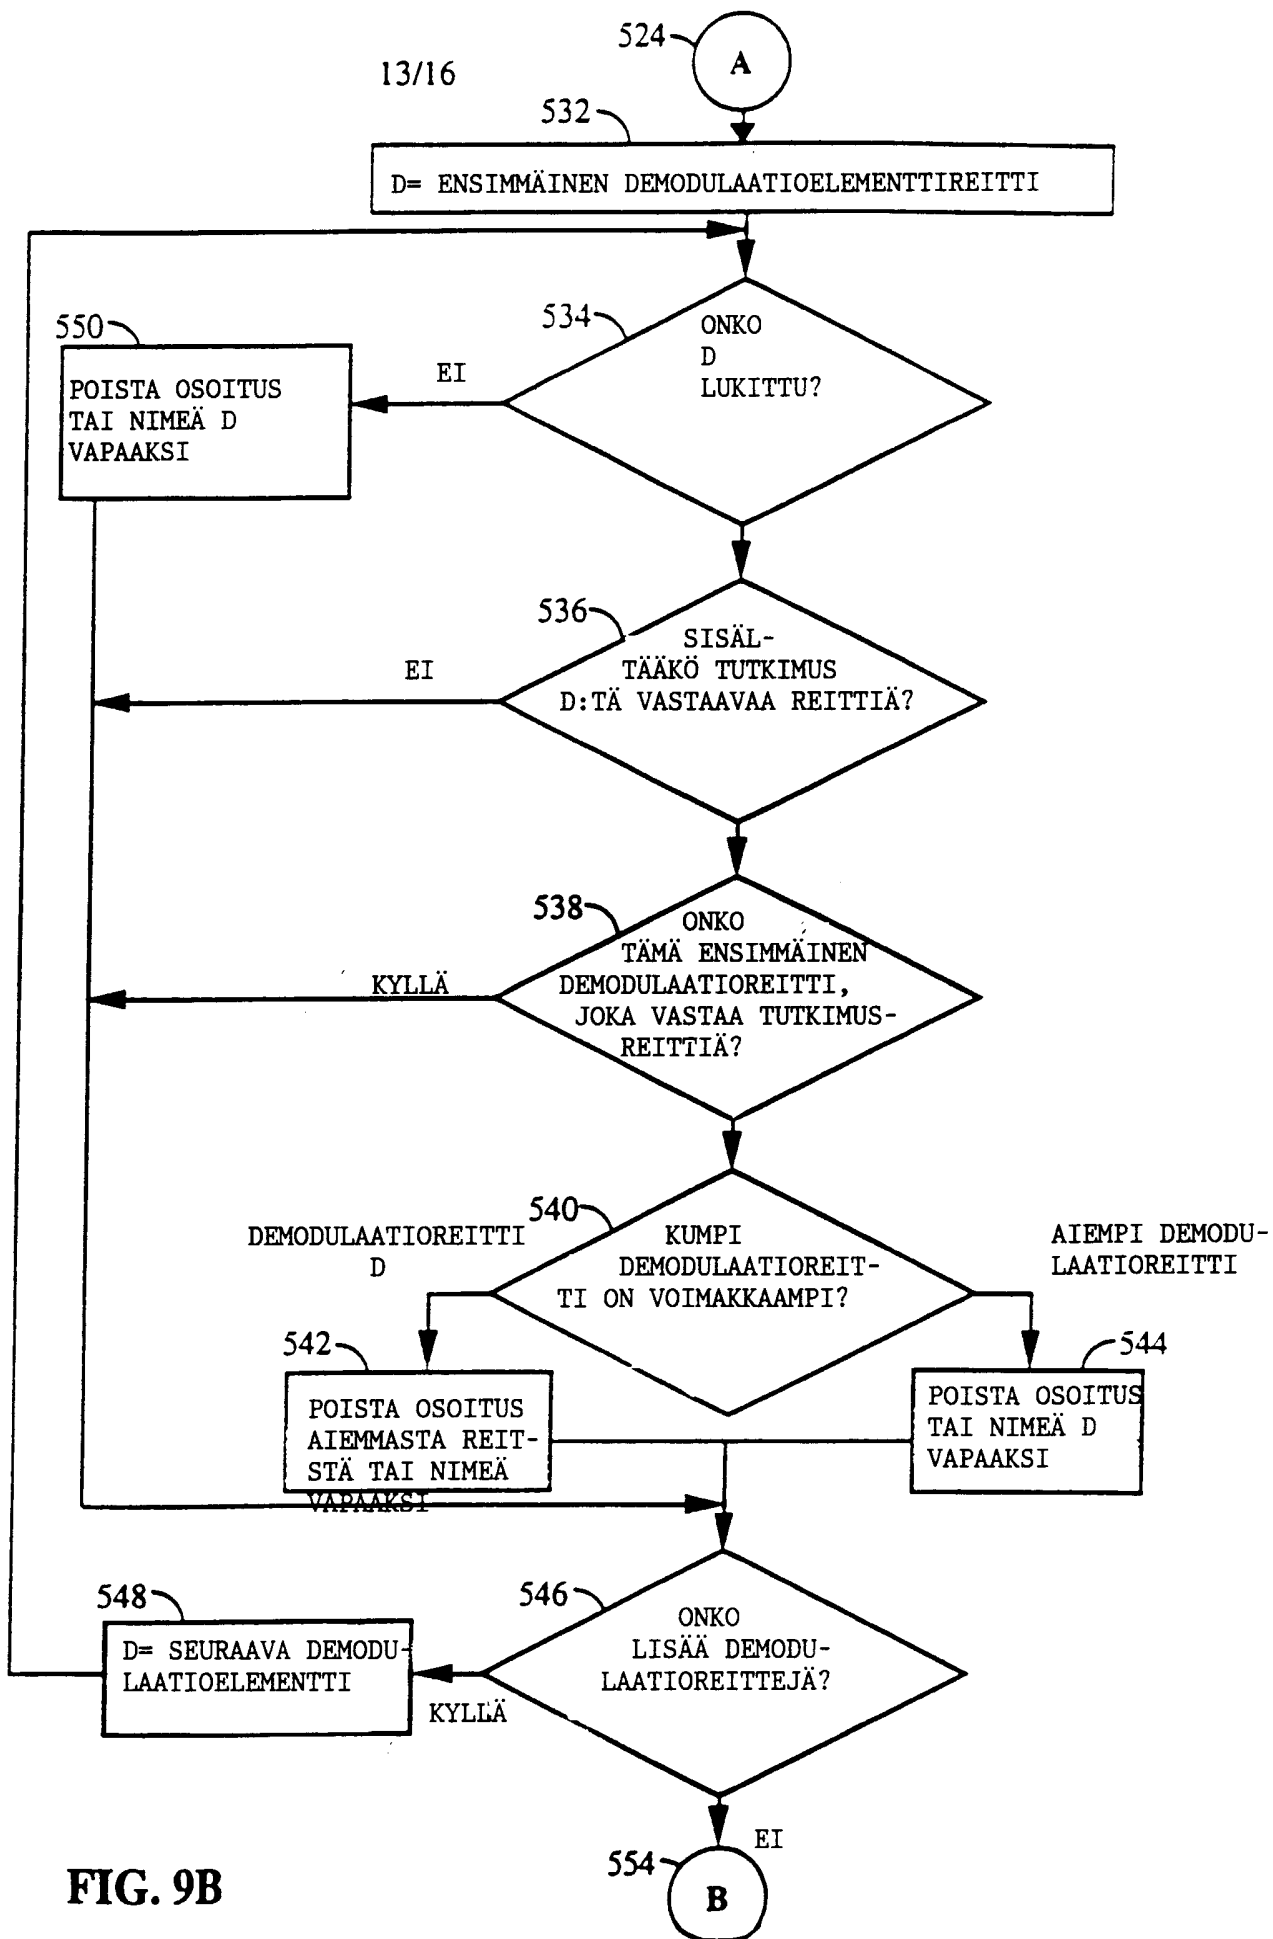 524
A
13/16
532
D= ENSIMMÄINEN DEMODULAATIOELEMENTTIREITTI
534
ONKO
D
LUKITTU?
550
EI
POISTA OSOITUS
TAI NIMEÄ D
VAPAAKSI
536
SISÄL-
TÄÄKÖ TUTKIMUS
D:TÄ VASTAAVAA REITTIÄ?
EI
538
ONKO
TÄMÄ ENSIMMÄINEN
DEMODULAATIOREITTI,
JOKA VASTAA TUTKIMUS-
REITTIÄ?
KYLLÄ
540
KUMPI
DEMODULAATIOREIT-
TI ON VOIMAKKAAMPI?
DEMODULAATIOREITTI
D
AIEMPI DEMODU-
LAATIOREITTI
542
POISTA OSOITUS
AIEMMASTA REIT-
STÄ TAI NIMEÄ
VAPAAKSI
544
POISTA OSOITUS
TAI NIMEÄ D
VAPAAKSI
546
ONKO
LISÄÄ DEMODU-
LAATIOREITTEJÄ?
548
D= SEURAAVA DEMODU-
LAATIOELEMENTTI
KYLLÄ
EI
554
B
FIG. 9B